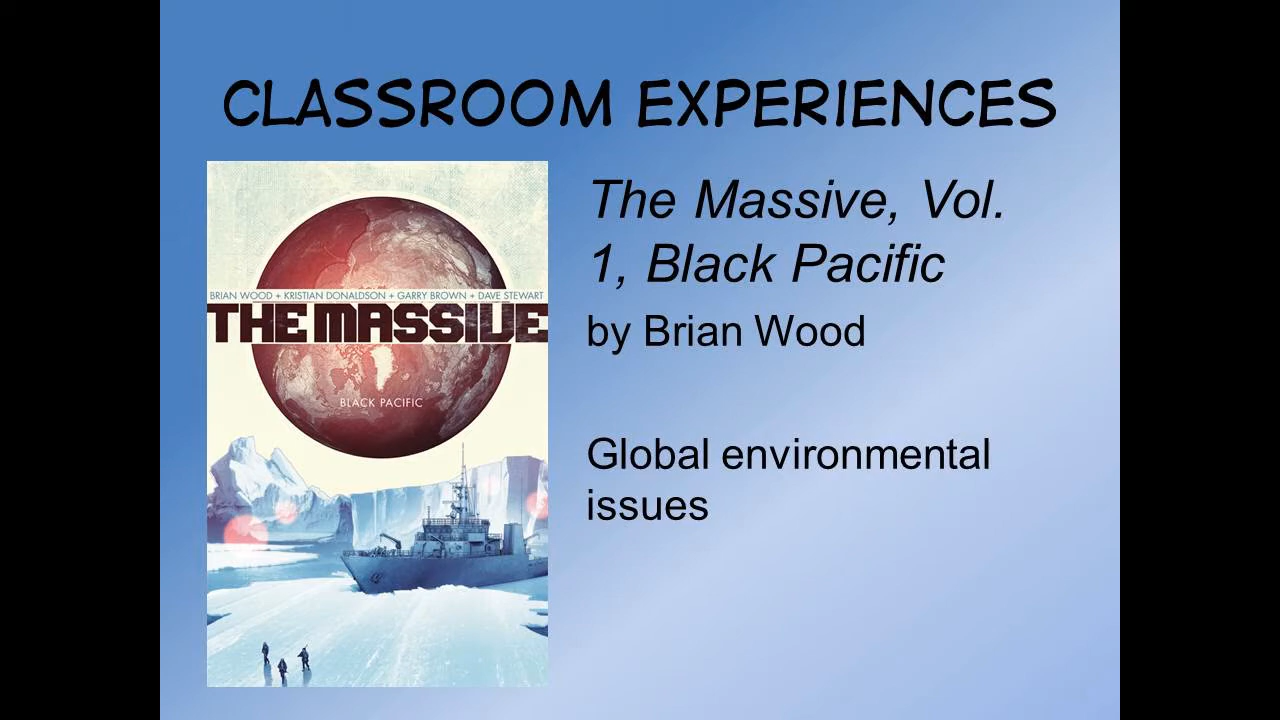 CLASSROOM EXPERIENCES
BRIAN WOOD + KRISTIAN DONALDSON + GARRY BROWN + DAVE STEWART
THE MASSIVE
BLACK PACIFIC
The Massive, Vol.
1, Black Pacific
by Brian Wood
Global environmental
issues